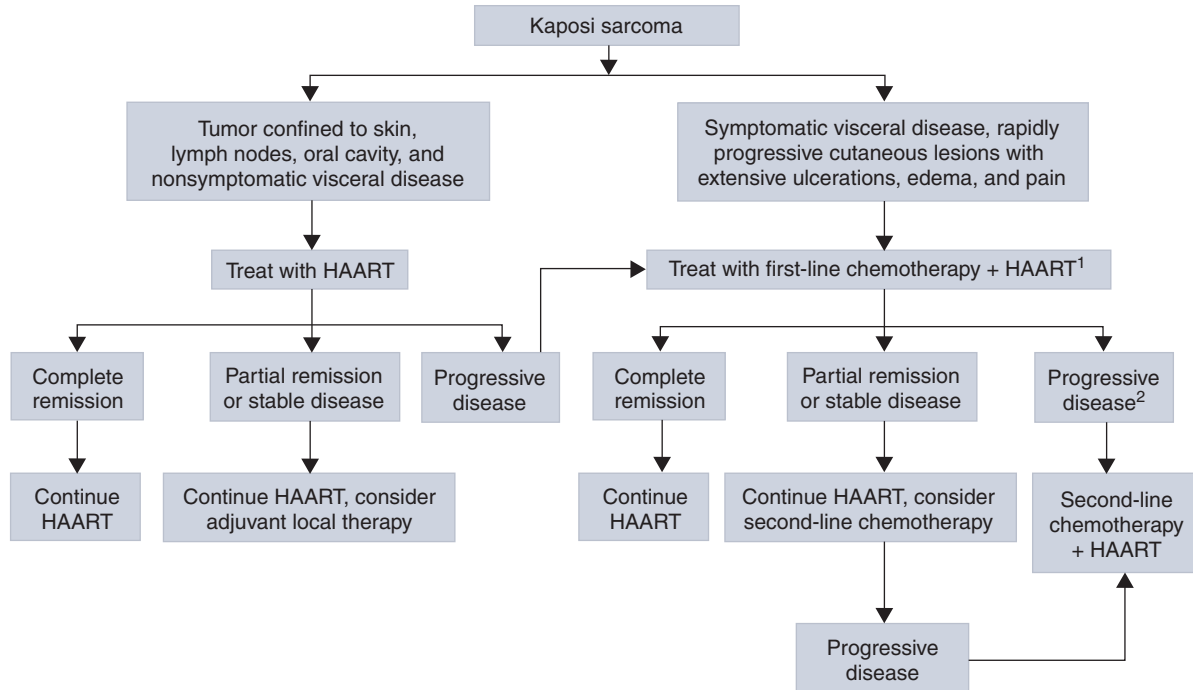 Kaposi sarcoma
Tumor confined to skin,
lymph nodes, oral cavity, and
nonsymptomatic visceral disease
Symptomatic visceral disease, rapidly
progressive cutaneous lesions with
extensive ulcerations, edema, and pain
Treat with HAART
Treat with first-line chemotherapy + HAART¹
Complete
remission
Partial remission
or stable disease
Progressive
disease
Complete
remission
Partial remission
or stable disease
Progressive
disease²
Continue
HAART
Continue HAART, consider
adjuvant local therapy
Continue
HAART
Continue HAART, consider
second-line chemotherapy
Second-line
chemotherapy
+ HAART
Progressive
disease